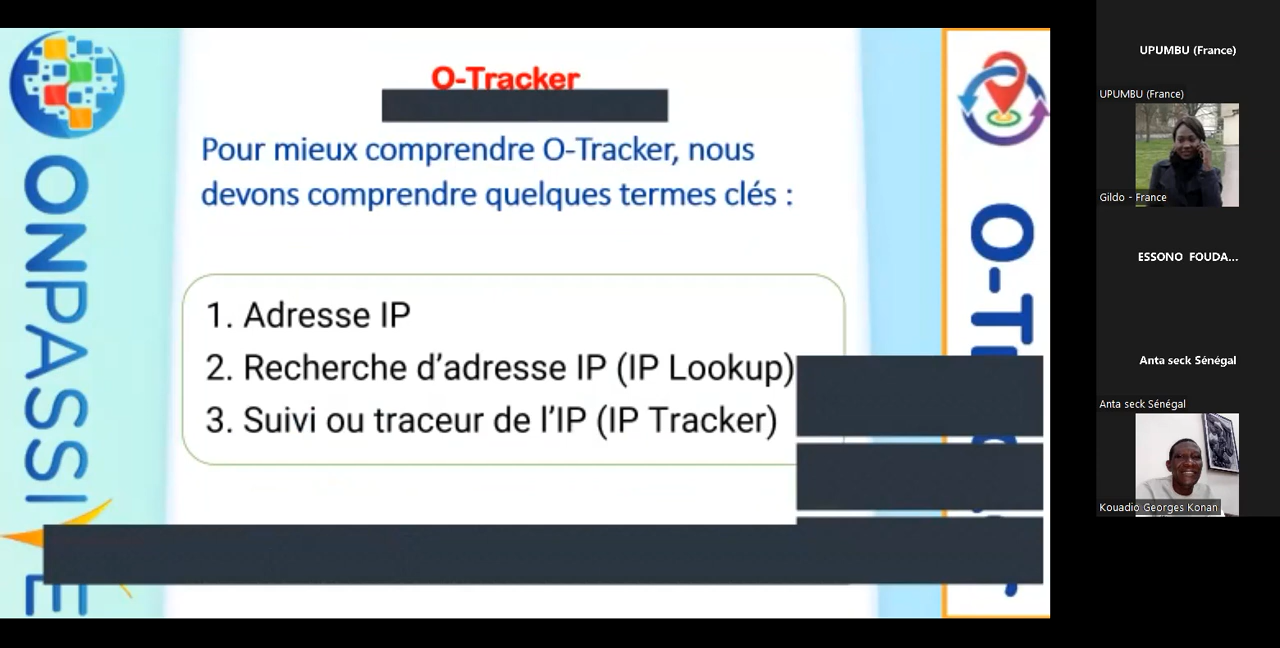 O-Tracker
Pour mieux comprendre O-Tracker, nous
devons comprendre quelques termes clés :
1. Adresse IP
2. Recherche d’adresse IP (IP Lookup)
3. Suivi ou traceur de l’IP (IP Tracker)
ONPASSI
E
O-T
UPUMBU (France)
UPUMBU (France)
Gildo - France
ESSONO FOUDA...
Anta seck Sénégal
Anta seck Sénégal
Kouadio Georges Konan